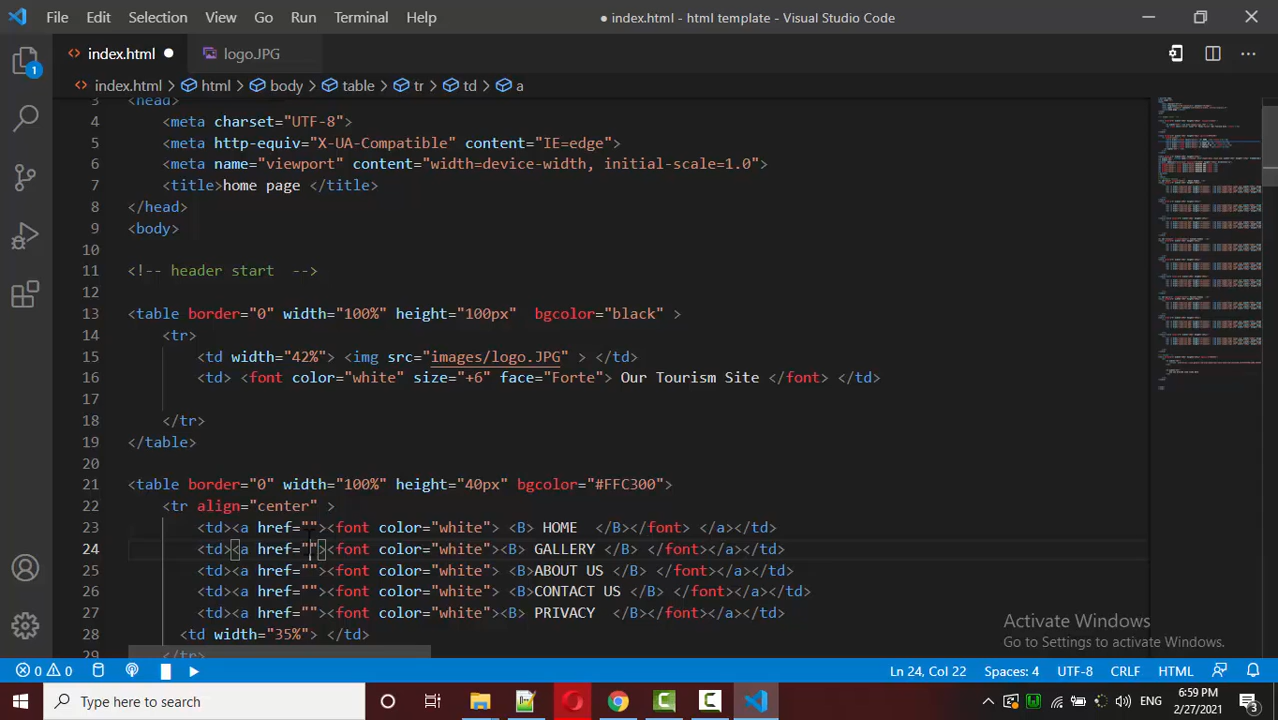 File Edit Selection View Go Run Terminal Help
● index.html - html template - Visual Studio Code
<> index.html ● logo.JPG
1
<> index.html > html > body > table > tr > td > a
3 <head>
4 <meta charset="UTF-8">
5 <meta http-equiv="X-UA-Compatible" content="IE=edge">
6 <meta name="viewport" content="width=device-width, initial-scale=1.0">
7 <title>home page </title>
8 </head>
9 <body>
10
11 <!-- header start  -->
12
13 <table border="0" width="100%" height="100px"  bgcolor="black" >
14 <tr>
15 <td width="42%"> <img src="images/logo.JPG" > </td>
16 <td> <font color="white" size="+6" face="Forte"> Our Tourism Site </font> </td>
17
18 </tr>
19 </table>
20
21 <table border="0" width="100%" height="40px" bgcolor="#FFC300">
22 <tr align="center" >
23 <td><a href=""><font color="white"> <B> HOME  </B></font> </a></td>
24 <td><a href=""><font color="white"><B> GALLERY </B> </font></a></td>
25 <td><a href=""><font color="white"><B>ABOUT US </B> </font></a></td>
26 <td><a href=""><font color="white"><B>CONTACT US </B> </font></a></td>
27 <td><a href=""><font color="white"><B> PRIVACY  </B></font></a></td>
28 <td width="35%"> </td>
29 </tr>
Activate Windows
Go to Settings to activate Windows.
0 0 Ln 24, Col 22 Spaces: 4 UTF-8 CRLF HTML
Type here to search
ENG
6:59 PM
2/27/2021
3